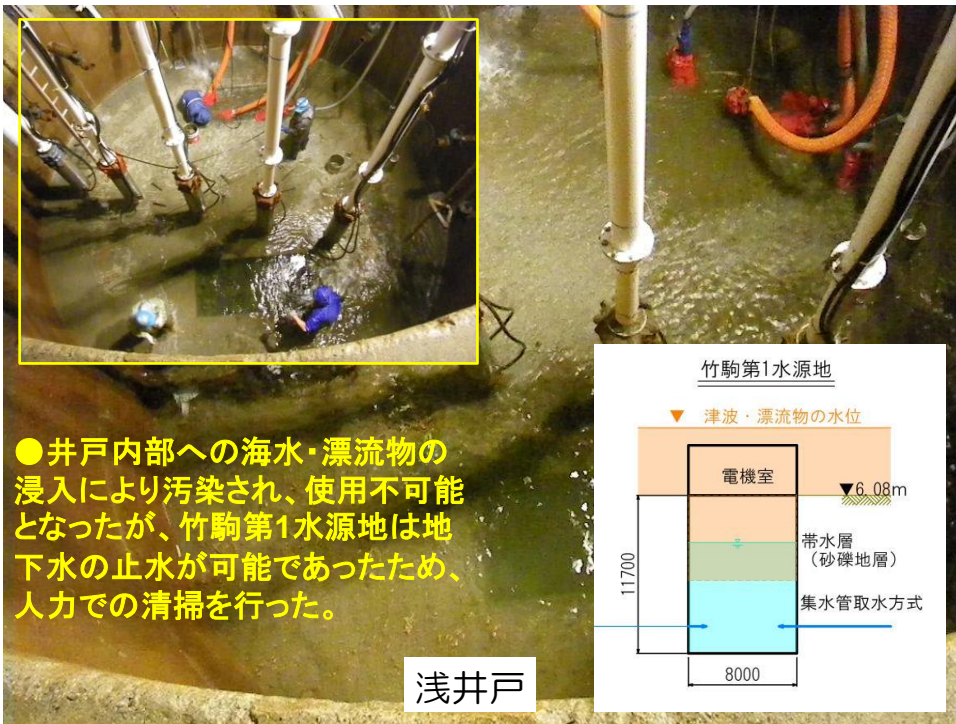 ●井戸内部への海水・漂流物の
浸入により汚染され、使用不可能
となったが、竹駒第1水源地は地
下水の止水が可能であったため、
人力での清掃を行った。
浅井戸
竹駒第1水源地
▼ 津波・漂流物の水位
電機室
▼6.08m
帯水層
(砂礫地層)
集水管取水方式
11700
8000